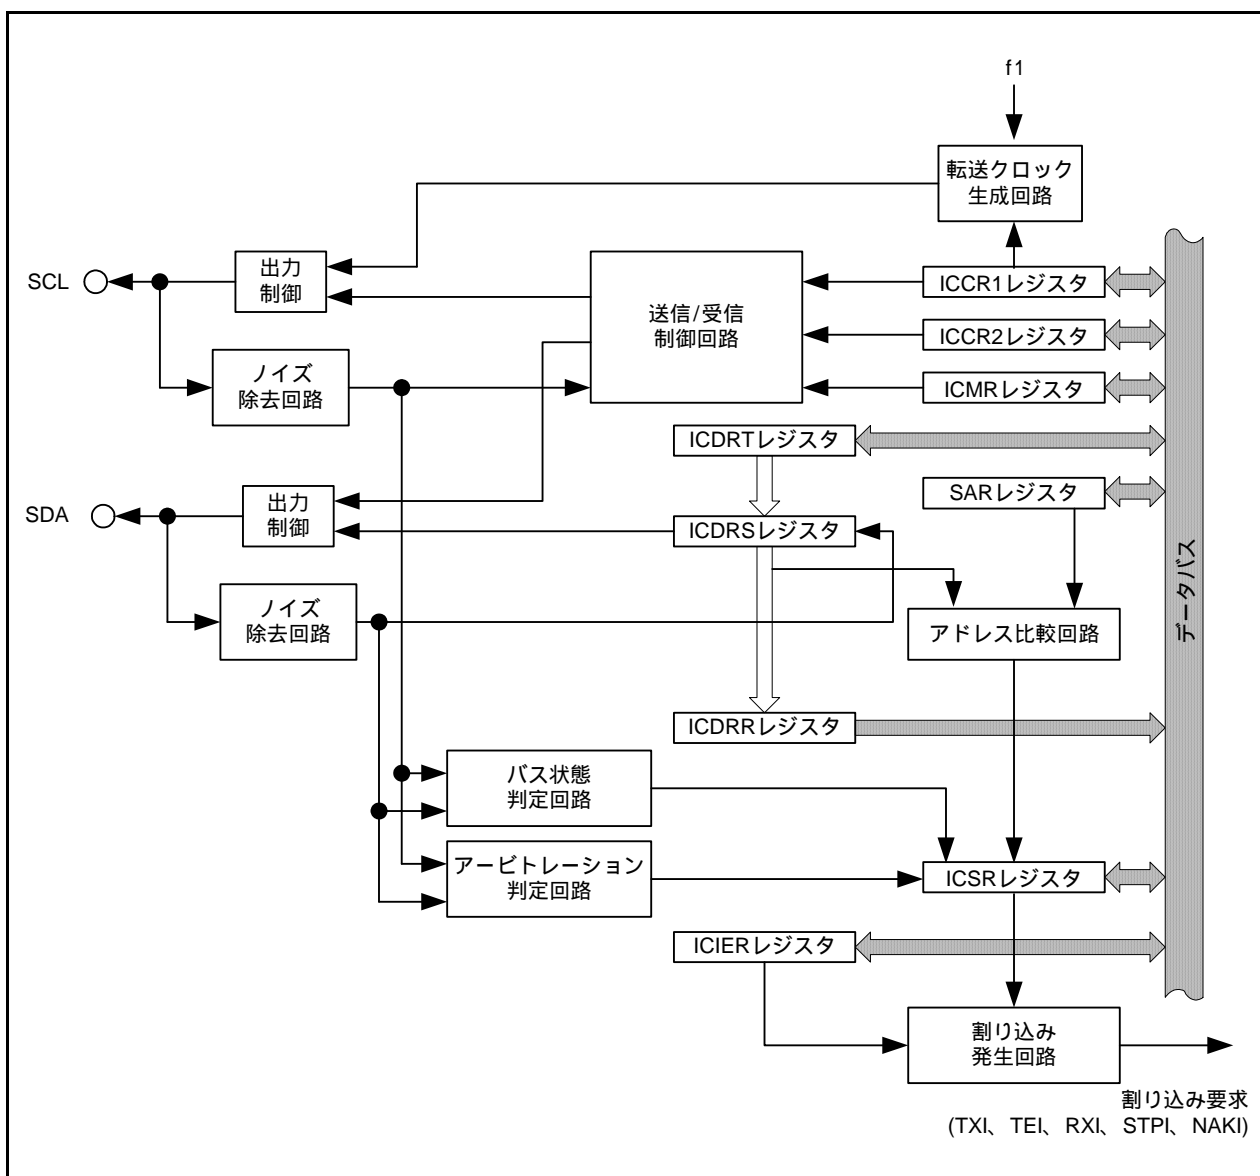 f1
転送クロック
生成回路
SCL
出力
制御
送信/受信
制御回路
ICCR1レジスタ
ICCR2レジスタ
ノイズ
除去回路
ICMRレジスタ
ICDRTレジスタ
SARレジスタ
SDA
出力
制御
ICDRSレジスタ
データバス
ノイズ
除去回路
アドレス比較回路
ICDRRレジスタ
バス状態
判定回路
アービトレーション
判定回路
ICSRレジスタ
ICIERレジスタ
割り込み
発生回路
割り込み要求
(TXI、TEI、RXI、STPI、NAKI)